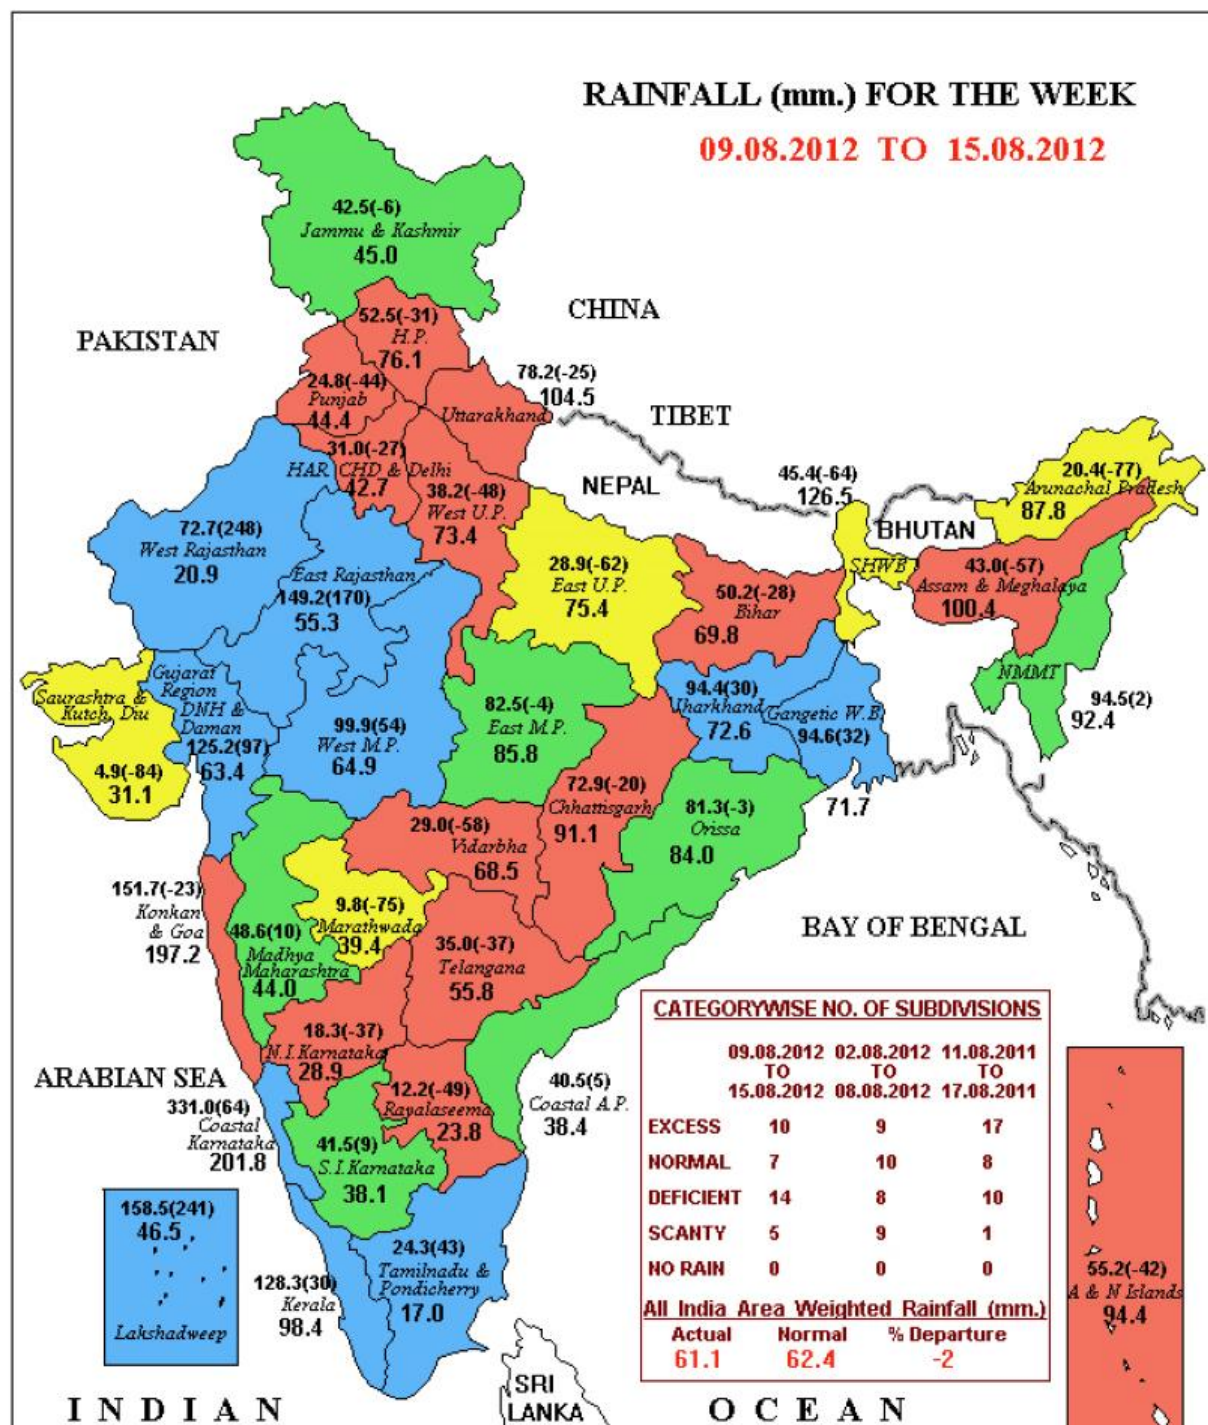 RAINFALL (mm.) FOR THE WEEK
09.08.2012 TO 15.08.2012
42.5(-6)
Jammu & Kashmir
45.0
CHINA
PAKISTAN
52.5(-31)
H.P.
76.1
78.2(-25)
104.5
24.8(-44)
Punjab
44.4
Uttarakhand
TIBET
31.0(-27)
HAR CHD & Delhi
42.7
38.2(-48)
West U.P.
73.4
NEPAL
45.4(-64)
126.5
20.4(-77)
Arunachal Pradesh
87.8
BHUTAN
72.7(248)
West Rajasthan
20.9
East Rajasthan
149.2(170)
55.3
28.9(-62)
East U.P.
75.4
SHWB
43.0(-57)
Assam & Meghalaya
100.4
50.2(-28)
Bihar
69.8
NMMT
94.5(2)
92.4
Saurashtra &
Kutch, Diu
4.9(-84)
31.1
Gujarat
Region
DNH &
Daman
125.2(97)
63.4
99.9(54)
West M.P.
64.9
82.5(-4)
East M.P.
85.8
94.4(30)
Jharkhand
72.6
Gangetic W.B.
94.6(32)
71.7
72.9(-20)
Chhattisgarh
91.1
81.3(-3)
Orissa
84.0
29.0(-58)
Vidarbha
68.5
151.7(-23)
Konkan
& Goa
197.2
48.6(10)
Madhya
Maharashtra
44.0
9.8(-75)
Marathwada
39.4
35.0(-37)
Telangana
55.8
BAY OF BENGAL
18.3(-37)
N.I.Karnataka
28.9
ARABIAN SEA
331.0(64)
Coastal
Karnataka
201.8
12.2(-49)
Rayalaseema
23.8
40.5(5)
Coastal A.P.
38.4
41.5(9)
S.I.Karnataka
38.1
158.5(241)
46.5
Lakshadweep
128.3(30)
Kerala
98.4
24.3(43)
Tamilnadu &
Pondicherry
17.0
CATEGORYWISE NO. OF SUBDIVISIONS
09.08.2012 02.08.2012 11.08.2011
TO TO TO
15.08.2012 08.08.2012 17.08.2011
EXCESS 10 9 17
NORMAL 7 10 8
DEFICIENT 14 8 10
SCANTY 5 9 1
NO RAIN 0 0 0
All India Area Weighted Rainfall (mm.)
Actual Normal % Departure
61.1 62.4 -2
55.2(-42)
A & N Islands
94.4
SRI
LANKA
INDIAN OCEAN